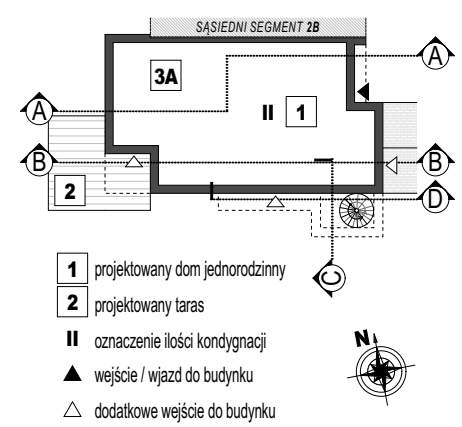 SĄSIEDNI SEGMENT 2B
3A
A
A
II 1
B
B
2
D
C
1 projektowany dom jednorodzinny
2 projektowany taras
II oznaczenie ilości kondygnacji
wejście / wjazd do budynku
dodatkowe wejście do budynku
N